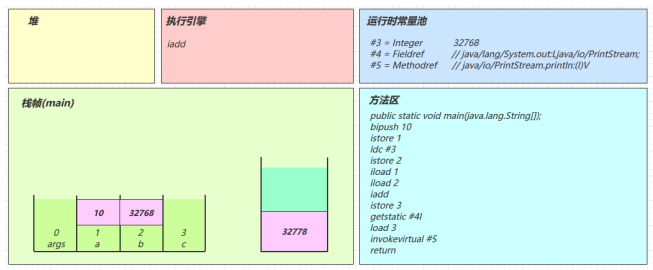 堆
执行引擎
iadd
运行时常量池
#3 = Integer 32768
#4 = Fieldref // java/lang/System.out:Ljava/io/PrintStream;
#5 = Methodref // java/io/PrintStream.println:(I)V
栈帧(main)
10 32768
0 1 2 3
args a b c
32778
方法区
public static void main(java.lang.String[]);
bipush 10
istore 1
ldc #3
istore 2
iload 1
iload 2
iadd
istore 3
getstatic #4l
load 3
invokevirtual #5
return